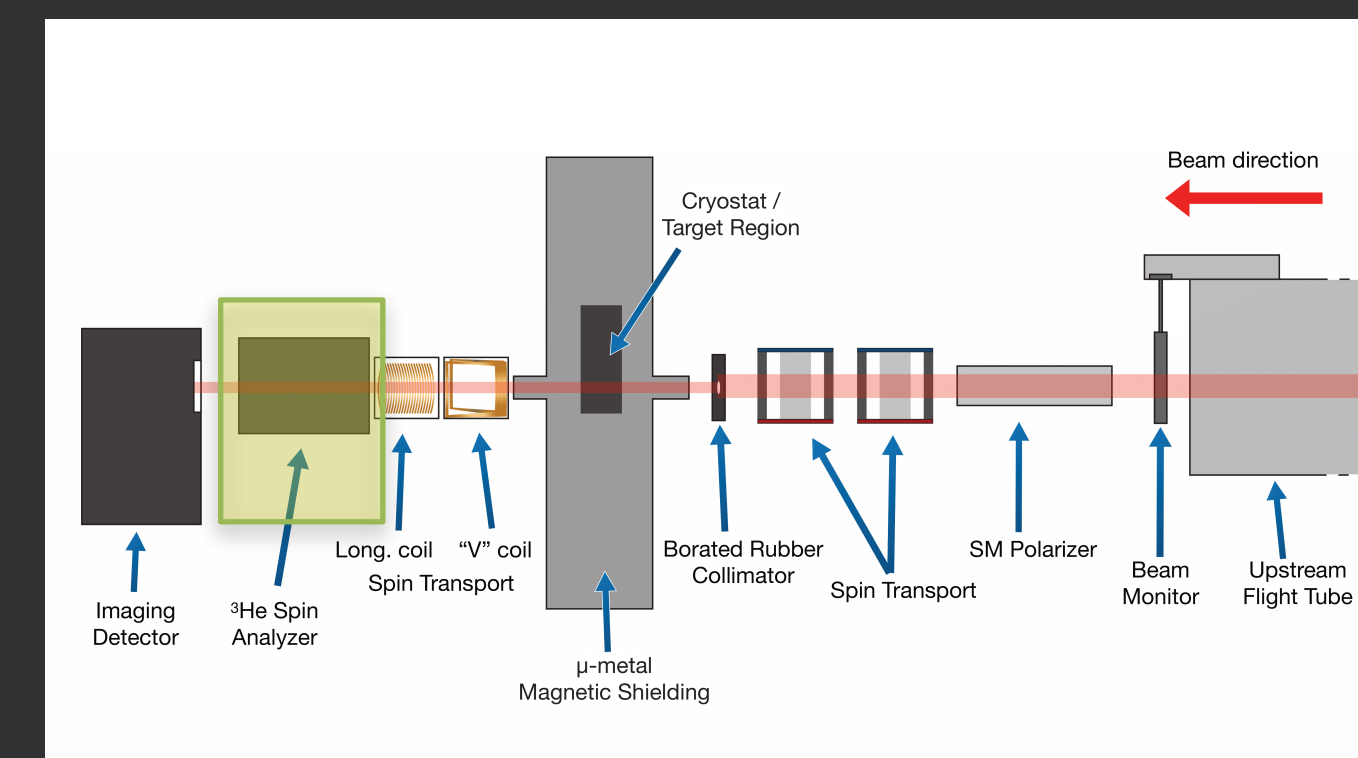 Beam direction
Cryostat /
Target Region
Long. coil
“V” coil
Spin Transport
Borated Rubber
Collimator
Spin Transport
SM Polarizer
Beam
Monitor
Upstream
Flight Tube
Imaging
Detector
³He Spin
Analyzer
μ-metal
Magnetic Shielding